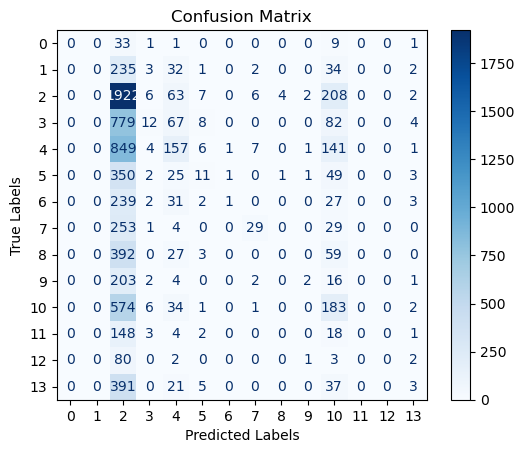 Confusion Matrix
0 0 0 33 1 1 0 0 0 0 9 0 0 1
1 0 0 235 3 32 1 0 2 0 0 34 0 0 2
2 0 0 1922 6 63 7 0 6 4 2 208 0 0 2
3 0 0 779 12 67 8 0 0 0 0 82 0 0 4
4 0 0 849 4 157 6 1 7 0 1 141 0 0 1
5 0 0 350 2 25 11 1 0 1 1 49 0 0 3
6 0 0 239 2 31 2 1 0 0 0 27 0 0 3
7 0 0 253 1 4 0 0 29 0 0 29 0 0 0
8 0 0 392 0 27 3 0 0 0 0 59 0 0 0
9 0 0 203 2 4 0 0 2 0 2 16 0 0 1
10 0 0 574 6 34 1 0 1 0 0 183 0 0 2
11 0 0 148 3 4 2 0 0 0 0 18 0 0 1
12 0 0 80 0 2 0 0 0 0 1 3 0 0 2
13 0 0 391 0 21 5 0 0 0 0 37 0 0 3
0 1 2 3 4 5 6 7 8 9 10 11 12 13
Predicted Labels
True Labels
1750
1500
1250
1000
750
500
250
0